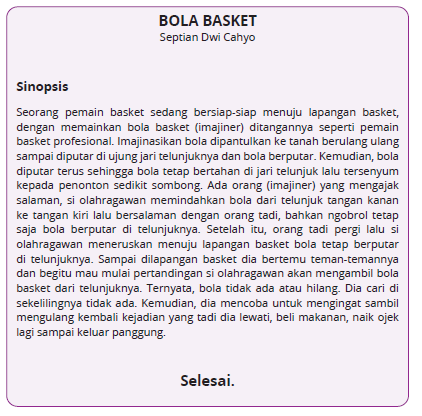 BOLA BASKET
Septian Dwi Cahyo
Sinopsis
Seorang pemain basket sedang bersiap-siap menuju lapangan basket,
dengan memainkan bola basket (imajiner) ditangannya seperti pemain
basket profesional. Imajinasikan bola dipantulkan ke tanah berulang ulang
sampai diputar di ujung jari telunjuknya dan bola berputar. Kemudian, bola
diputar terus sehingga bola tetap bertahan di jari telunjuk lalu tersenyum
kepada penonton sedikit sombong. Ada orang (imajiner) yang mengajak
salaman, si olahragawan memindahkan bola dari telunjuk tangan kanan
ke tangan kiri lalu bersalaman dengan orang tadi, bahkan ngobrol tetap
saja bola berputar di telunjuknya. Setelah itu, orang tadi pergi lalu si
olahragawan meneruskan menuju lapangan basket bola tetap berputar
di telunjuknya. Sampai dilapangan basket dia bertemu teman-temannya
dan begitu mau mulai pertandingan si olahragawan akan mengambil bola
basket dari telunjuknya. Ternyata, bola tidak ada atau hilang. Dia cari di
sekelilingnya tidak ada. Kemudian, dia mencoba untuk mengingat sambil
mengulang kembali kejadian yang tadi dia lewati, beli makanan, naik ojek
lagi sampai keluar panggung.
Selesai.